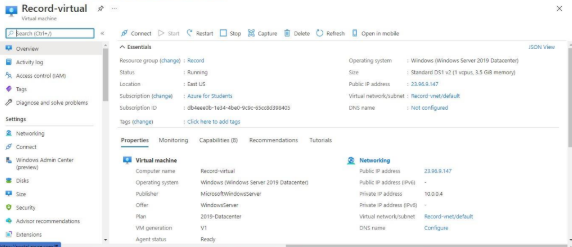 Record-virtual
Virtual machine
Search (Ctrl+/)
Connect Start Restart Stop Capture Delete Refresh Open in mobile
Overview
Activity log
Access control (IAM)
Tags
Diagnose and solve problems
Settings
Networking
Connect
Windows Admin Center (preview)
Disks
Size
Security
Advisor recommendations
Extensions
Essentials
JSON View
Resource group (change) : Record
Status : Running
Location : East US
Subscription (change) : Azure for Students
Subscription ID :
Tags (change) : Click here to add tags
Operating system : Windows (Windows Server 2019 Datacenter)
Size : Standard DS1 v2 (1 vcpus, 3.5 GiB memory)
Public IP address : 23.96.8.147
Virtual network/subnet : Record-vnet/default
DNS name : Not configured
Properties Monitoring Capabilities (8) Recommendations Tutorials
Virtual machine
Computer name Record-virtual
Operating system Windows (Windows Server 2019 Datacenter)
Publisher MicrosoftWindowsServer
Offer WindowsServer
Plan 2019-Datacenter
VM generation V1
Agent status Ready
Networking
Public IP address 23.96.8.147
Public IP address (IPv6) -
Private IP address 10.0.0.4
Private IP address (IPv6) -
Virtual network/subnet Record-vnet/default
DNS name Configure